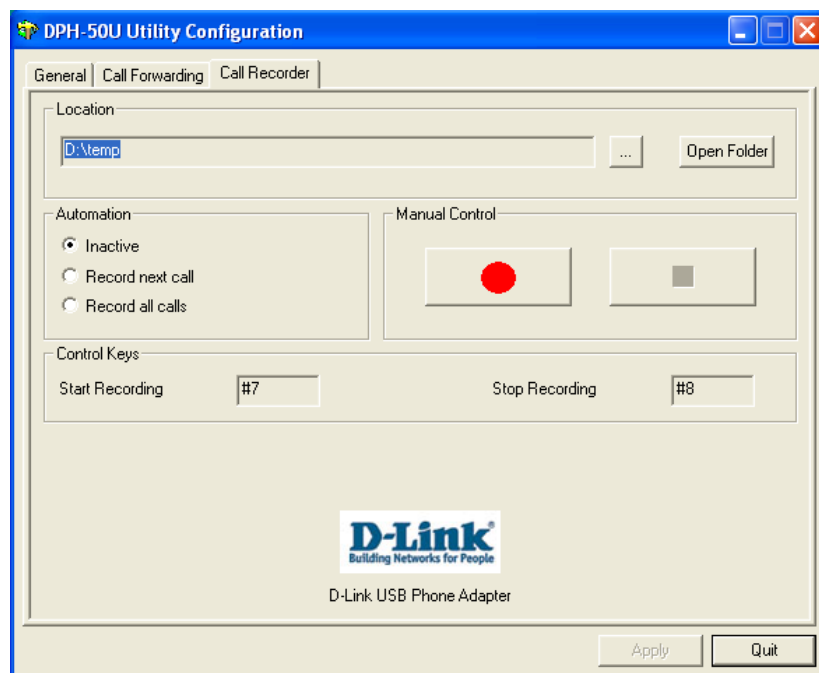 DPH-50U Utility Configuration
General Call Forwarding Call Recorder
Location
D:\temp ... Open Folder
Automation
Inactive
Record next call
Record all calls
Manual Control
Control Keys
Start Recording #7 Stop Recording #8
D-Link
Building Networks for People
D-Link USB Phone Adapter
Apply Quit